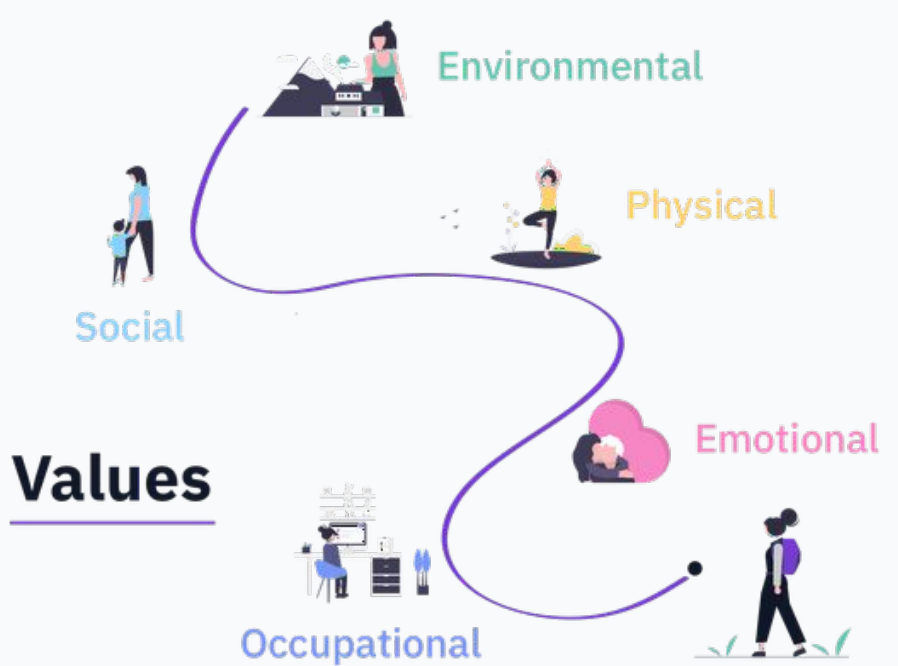 Environmental
Physical
Social
Emotional
Values
Occupational